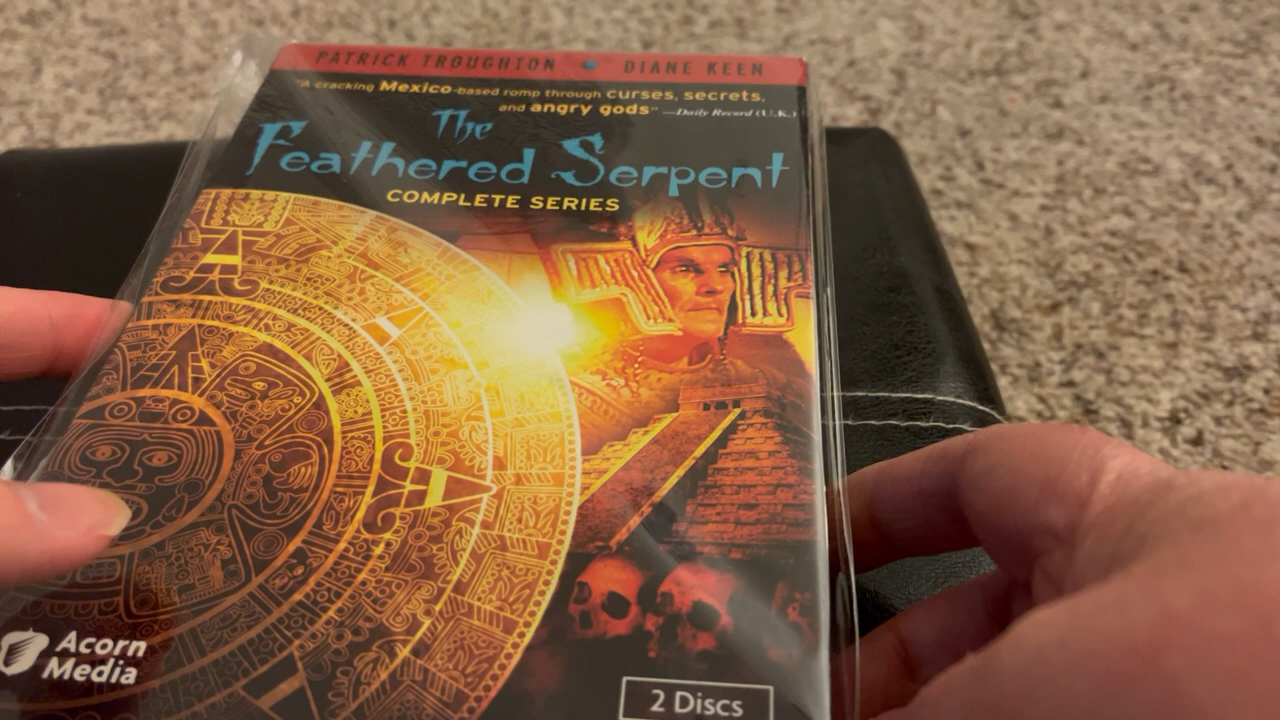 PATRICK TROUGHTON • DIANE KEEN
"A cracking Mexico-based romp through curses, secrets,
and angry gods" —Daily Record (U.K.)
The
Feathered Serpent
COMPLETE SERIES
Acorn
Media
2 Discs